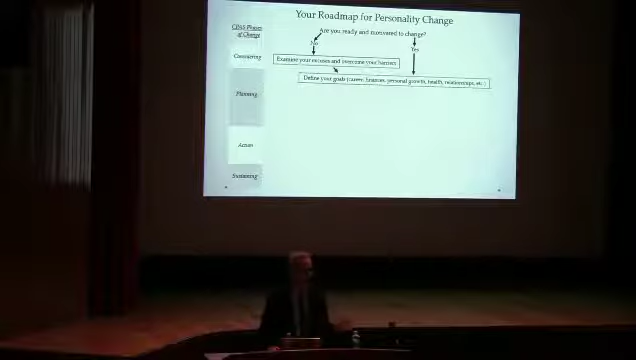 Your Roadmap for Personality Change
Are you ready and motivated to change?
No
Yes
Examine your excuses and overcome your barriers
Define your goals (career, finances, personal growth, health, relationships, etc.)
Phases
of Change
Considering
Planning
Action
Sustaining